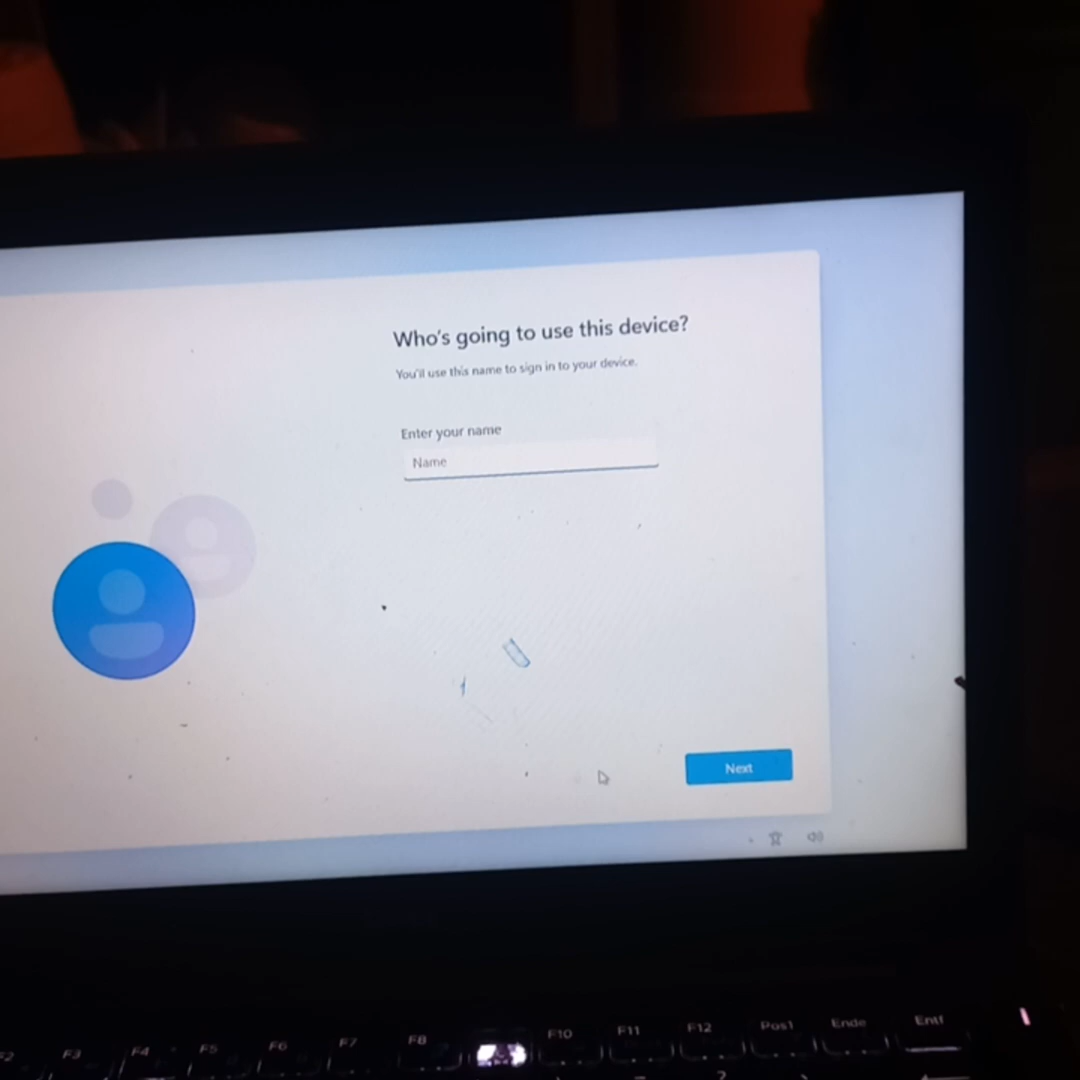 Who's going to use this device?
You'll use this name to sign in to your device.
Enter your name
Name
Next
F2 F3 F4 F5 F6 F7 F8 F10 F11 F12 Pos1 Ende Entf
?